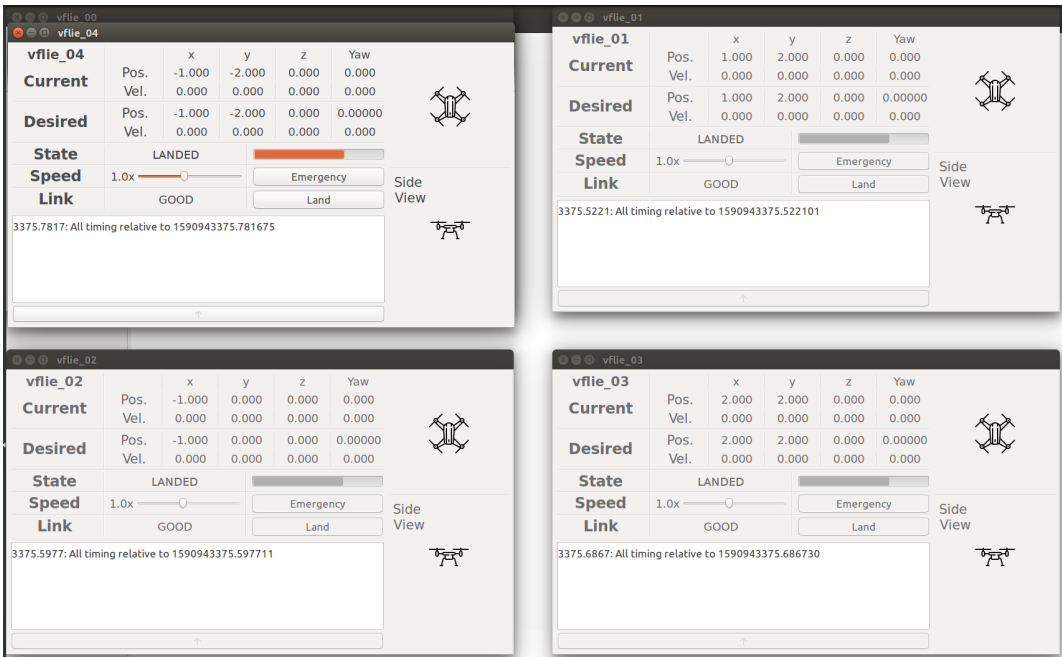 vflie_00
vflie_04
vflie_04 x y z Yaw
Current Pos. -1.000 -2.000 0.000 0.000
Vel. 0.000 0.000 0.000 0.000
Desired Pos. -1.000 -2.000 0.000 0.00000
Vel. 0.000 0.000 0.000 0.000
State LANDED
Speed 1.0x Emergency
Link GOOD Land
Side
View
3375.7817: All timing relative to 1590943375.781675
vflie_01
vflie_01 x y z Yaw
Current Pos. 1.000 2.000 0.000 0.000
Vel. 0.000 0.000 0.000 0.000
Desired Pos. 1.000 2.000 0.000 0.00000
Vel. 0.000 0.000 0.000 0.000
State LANDED
Speed 1.0x Emergency
Link GOOD Land
Side
View
3375.5221: All timing relative to 1590943375.522101
vflie_02
vflie_02 x y z Yaw
Current Pos. -1.000 0.000 0.000 0.000
Vel. 0.000 0.000 0.000 0.000
Desired Pos. -1.000 0.000 0.000 0.00000
Vel. 0.000 0.000 0.000 0.000
State LANDED
Speed 1.0x Emergency
Link GOOD Land
Side
View
3375.5977: All timing relative to 1590943375.597711
vflie_03
vflie_03 x y z Yaw
Current Pos. 2.000 2.000 0.000 0.000
Vel. 0.000 0.000 0.000 0.000
Desired Pos. 2.000 2.000 0.000 0.00000
Vel. 0.000 0.000 0.000 0.000
State LANDED
Speed 1.0x Emergency
Link GOOD Land
Side
View
3375.6867: All timing relative to 1590943375.686730